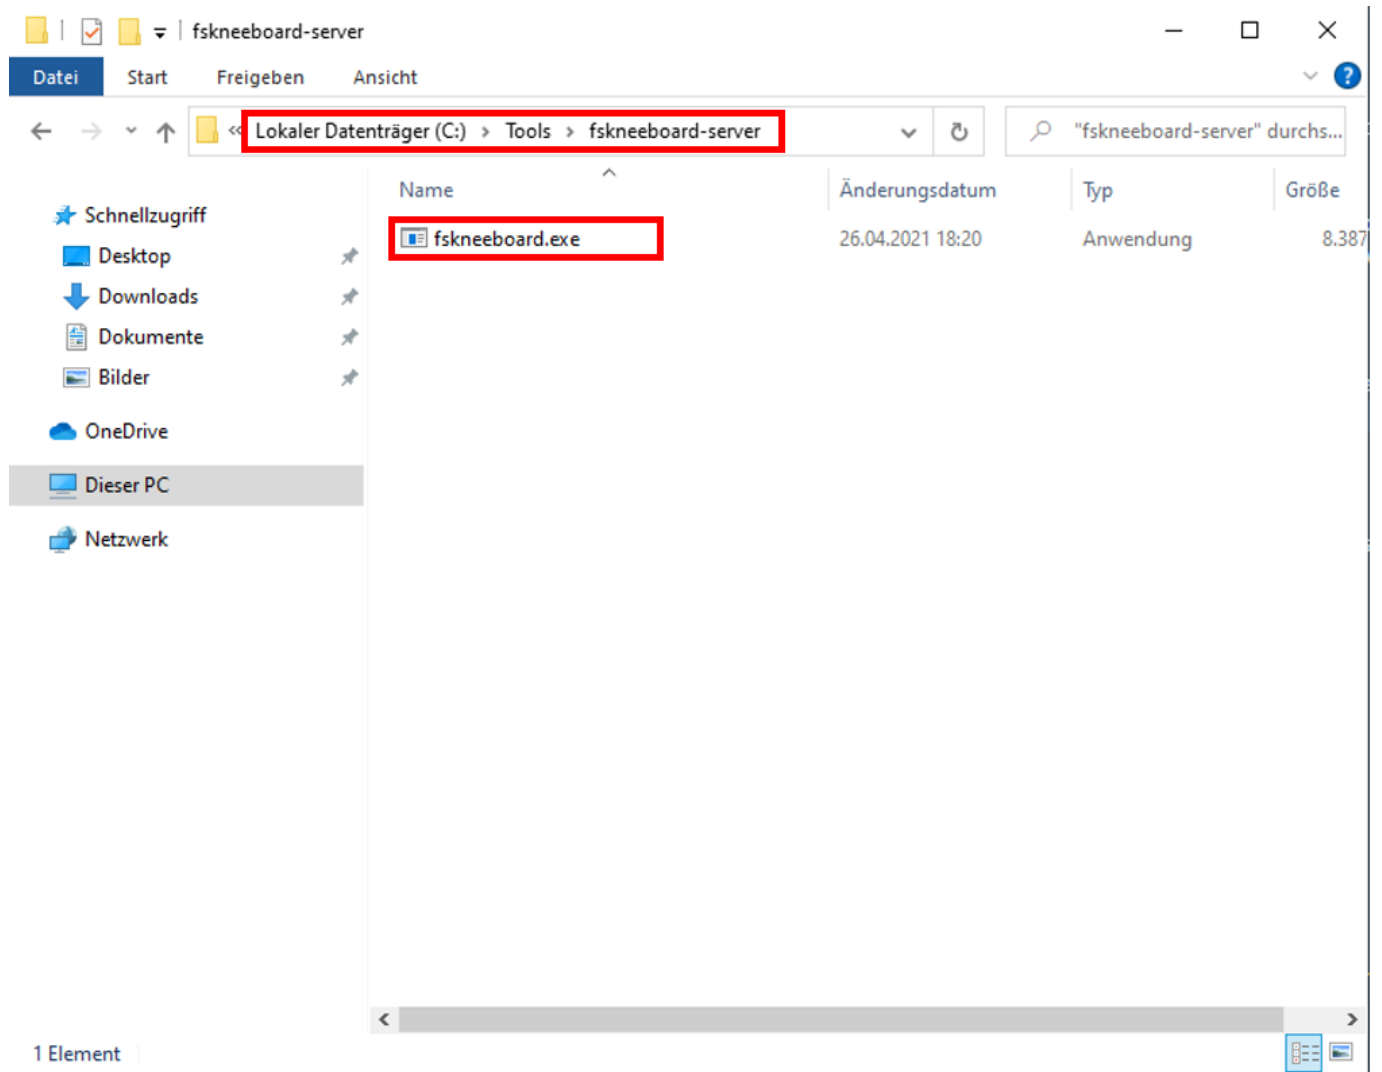 fskneeboard-server
Datei Start Freigeben Ansicht
« Lokaler Datenträger (C:) > Tools > fskneeboard-server "fskneeboard-server" durchs...
Name Änderungsdatum Typ Größe
fskneeboard.exe 26.04.2021 18:20 Anwendung 8.387
Schnellzugriff
Desktop
Downloads
Dokumente
Bilder
OneDrive
Dieser PC
Netzwerk
1 Element